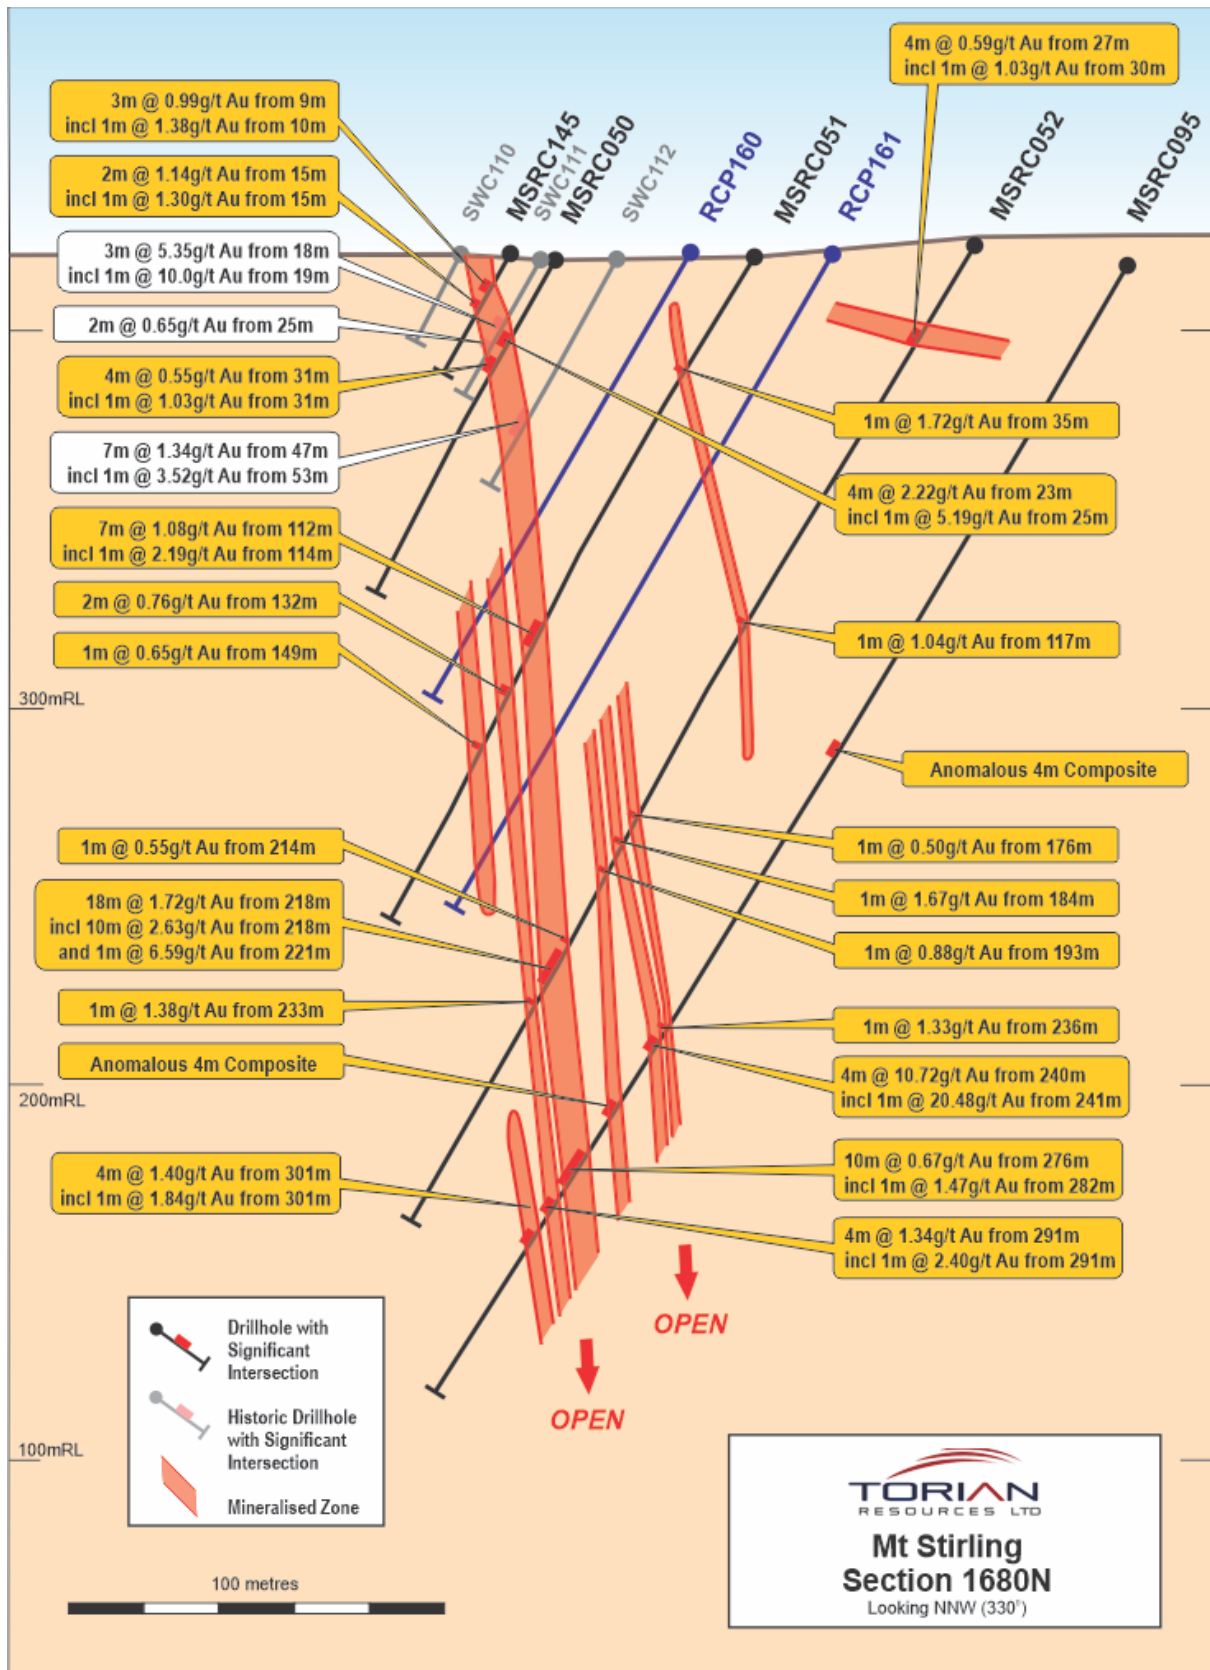 4m @ 0.59g/t Au from 27m
incl 1m @ 1.03g/t Au from 30m
3m @ 0.99g/t Au from 9m
incl 1m @ 1.38g/t Au from 10m
2m @ 1.14g/t Au from 15m
incl 1m @ 1.30g/t Au from 15m
3m @ 5.35g/t Au from 18m
incl 1m @ 10.0g/t Au from 19m
2m @ 0.65g/t Au from 25m
4m @ 0.55g/t Au from 31m
incl 1m @ 1.03g/t Au from 31m
7m @ 1.34g/t Au from 47m
incl 1m @ 3.52g/t Au from 53m
7m @ 1.08g/t Au from 112m
incl 1m @ 2.19g/t Au from 114m
2m @ 0.76g/t Au from 132m
1m @ 0.65g/t Au from 149m
SWC110
MSRC145
SWC111
MSRC050
SWC112
RCP160
MSRC051
RCP161
MSRC052
MSRC095
1m @ 1.72g/t Au from 35m
4m @ 2.22g/t Au from 23m
incl 1m @ 5.19g/t Au from 25m
1m @ 1.04g/t Au from 117m
300mRL
Anomalous 4m Composite
1m @ 0.55g/t Au from 214m
18m @ 1.72g/t Au from 218m
incl 10m @ 2.63g/t Au from 218m
and 1m @ 6.59g/t Au from 221m
1m @ 1.38g/t Au from 233m
Anomalous 4m Composite
1m @ 0.50g/t Au from 176m
1m @ 1.67g/t Au from 184m
1m @ 0.88g/t Au from 193m
1m @ 1.33g/t Au from 236m
4m @ 10.72g/t Au from 240m
incl 1m @ 20.48g/t Au from 241m
200mRL
4m @ 1.40g/t Au from 301m
incl 1m @ 1.84g/t Au from 301m
10m @ 0.67g/t Au from 276m
incl 1m @ 1.47g/t Au from 282m
4m @ 1.34g/t Au from 291m
incl 1m @ 2.40g/t Au from 291m
OPEN
OPEN
Drillhole with
Significant
Intersection
Historic Drillhole
with Significant
Intersection
Mineralised Zone
100mRL
100 metres
TORIAN
RESOURCES LTD
Mt Stirling
Section 1680N
Looking NNW (330°)